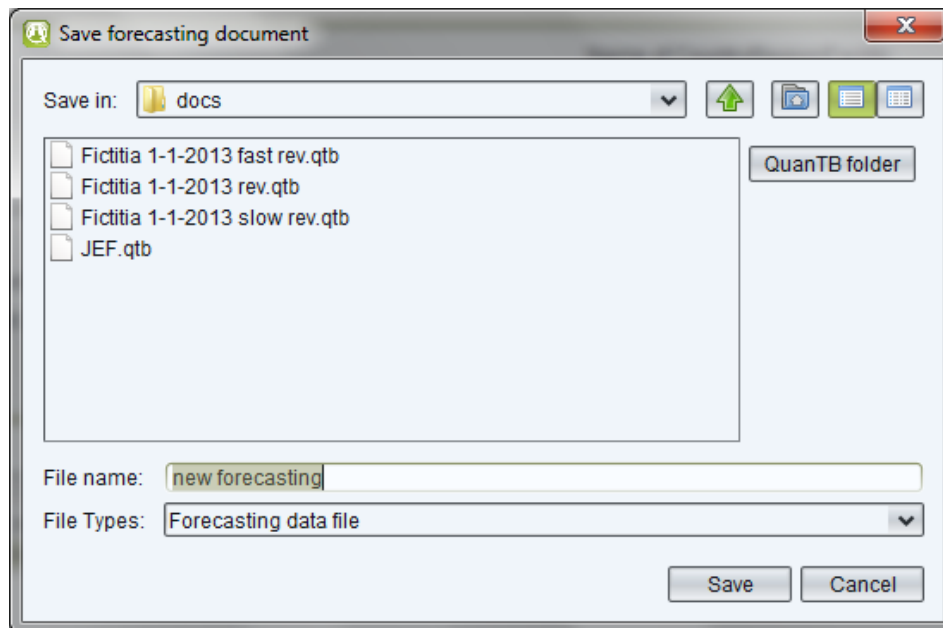 Save forecasting document
Save in: docs
Fictitia 1-1-2013 fast rev.qtb
QuanTB folder
Fictitia 1-1-2013 rev.qtb
Fictitia 1-1-2013 slow rev.qtb
JEF.qtb
File name: new forecasting
File Types: Forecasting data file
Save Cancel